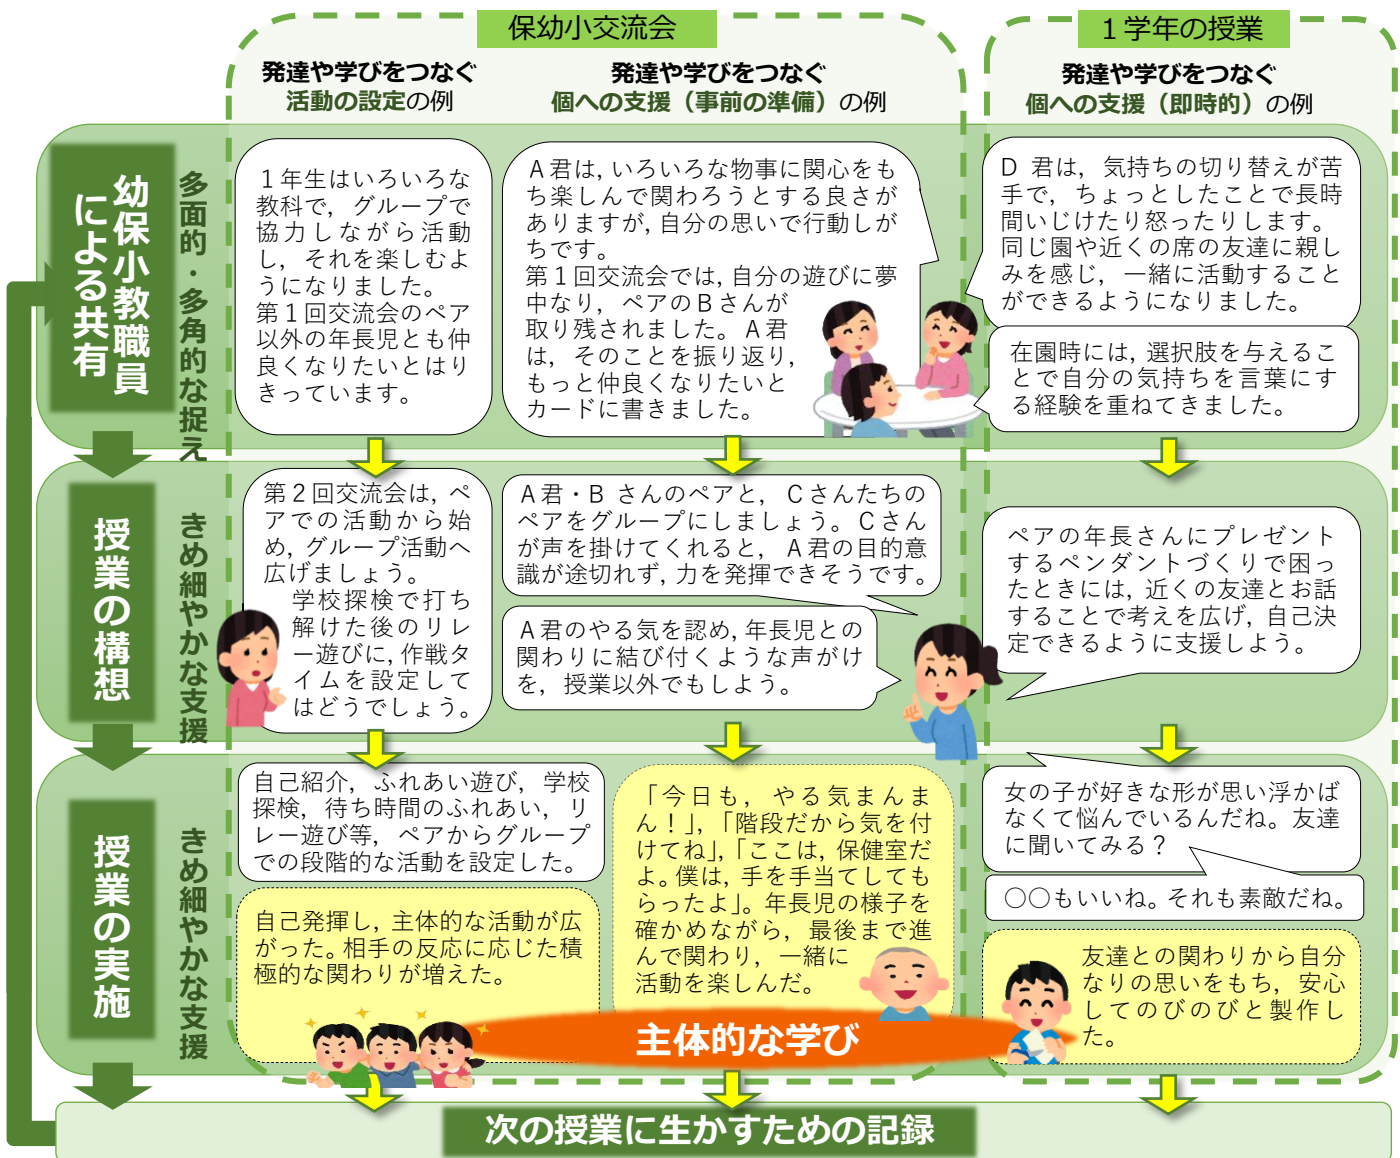 保幼小交流会
発達や学びをつなぐ
活動の設定の例
発達や学びをつなぐ
個への支援（事前の準備）の例
１学年の授業
発達や学びをつなぐ
個への支援（即時的）の例
幼保小教職員
による共有
多面的・多角的な捉え
１年生はいろいろな
教科で，グループで
協力しながら活動
し，それを楽しむよ
うになりました。
第１回交流会のペア
以外の年長児とも仲
良くなりたいとはり
きっています。
Ａ君は，いろいろな物事に関心をも
ち楽しんで関わろうとする良さが
ありますが，自分の思いで行動しが
ちです。
第１回交流会では，自分の遊びに夢
中なり，ペアのＢさんが
取り残されました。Ａ君
は，そのことを振り返り，
もっと仲良くなりたいと
カードに書きました。
D 君は，気持ちの切り替えが苦
手で，ちょっとしたことで長時
間いじけたり怒ったりします。
同じ園や近くの席の友達に親し
みを感じ，一緒に活動すること
ができるようになりました。
在園時には，選択肢を与えるこ
とで自分の気持ちを言葉にす
る経験を重ねてきました。
授業の構想
きめ細やかな支援
第２回交流会は，ペ
アでの活動から始
め，グループ活動へ
広げましょう。
学校探検で打ち
解けた後のリレ
ー遊びに，作戦タ
イムを設定して
はどうでしょう。
Ａ君・B さんのペアと，Ｃさんたちの
ペアをグループにしましょう。Ｃさん
が声を掛けてくれると，Ａ君の目的意
識が途切れず，力を発揮できそうです。
Ａ君のやる気を認め，年長児との
関わりに結び付くような声がけ
を，授業以外でもしよう。
ペアの年長さんにプレゼント
するペンダントづくりで困っ
たときには，近くの友達とお話
することで考えを広げ，自己決
定できるように支援しよう。
授業の実施
きめ細やかな支援
自己紹介，ふれあい遊び，学校
探検，待ち時間のふれあい，リ
レー遊び等，ペアからグループ
での段階的な活動を設定した。
自己発揮し，主体的な活動が広
がった。相手の反応に応じた積
極的な関わりが増えた。
「今日も，やる気まんま
ん！」，「階段だから気を付
けてね」，「ここは，保健室だ
よ。僕は，手を手当てしても
らったよ」。年長児の様子を
確かめながら，最後まで進
んで関わり，一緒に
活動を楽しんだ。
女の子が好きな形が思い浮かば
なくて悩んでいるんだね。友達
に聞いてみる？
○○もいいね。それも素敵だね。
友達との関わりから自分
なりの思いをもち，安心
してのびのびと製作し
た。
主体的な学び
次の授業に生かすための記録